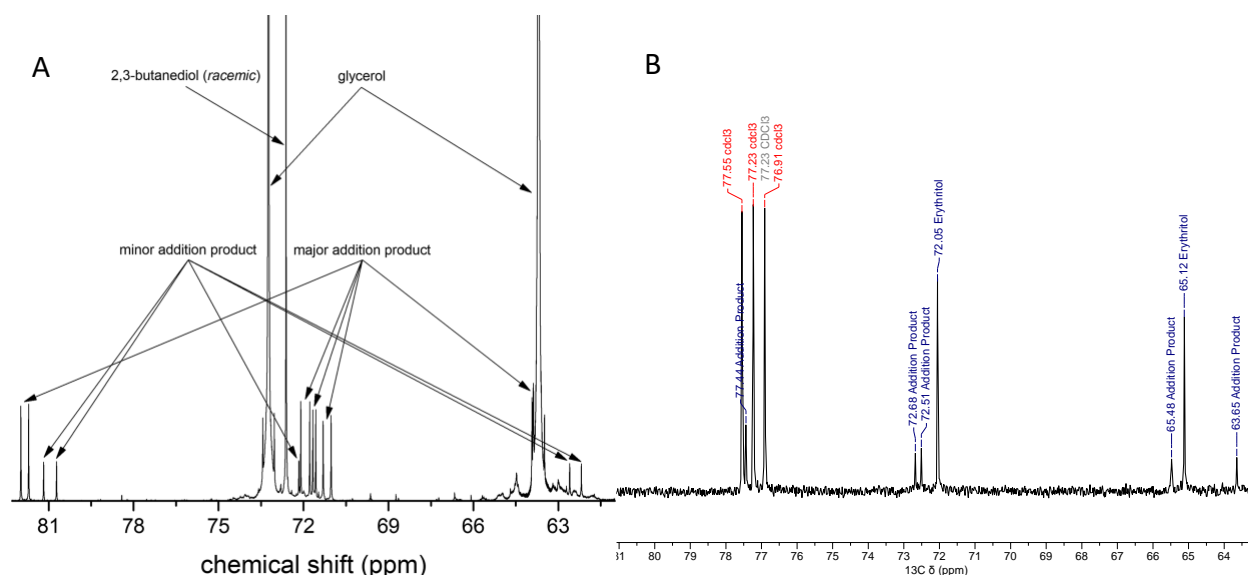 A
2,3-butanediol (racemic)
glycerol
minor addition product
major addition product
81
78
75
72
69
66
63
chemical shift (ppm)
B
77.55 cdcl3
77.44 Addition Product
77.23 cdcl3
77.23 CDCl3
76.91 cdcl3
72.68 Addition Product
72.51 Addition Product
72.05 Erythritol
65.48 Addition Product
65.12 Erythritol
63.65 Addition Product
31
80
79
78
77
76
75
74
73
72
71
70
69
68
67
66
65
64
13C δ (ppm)